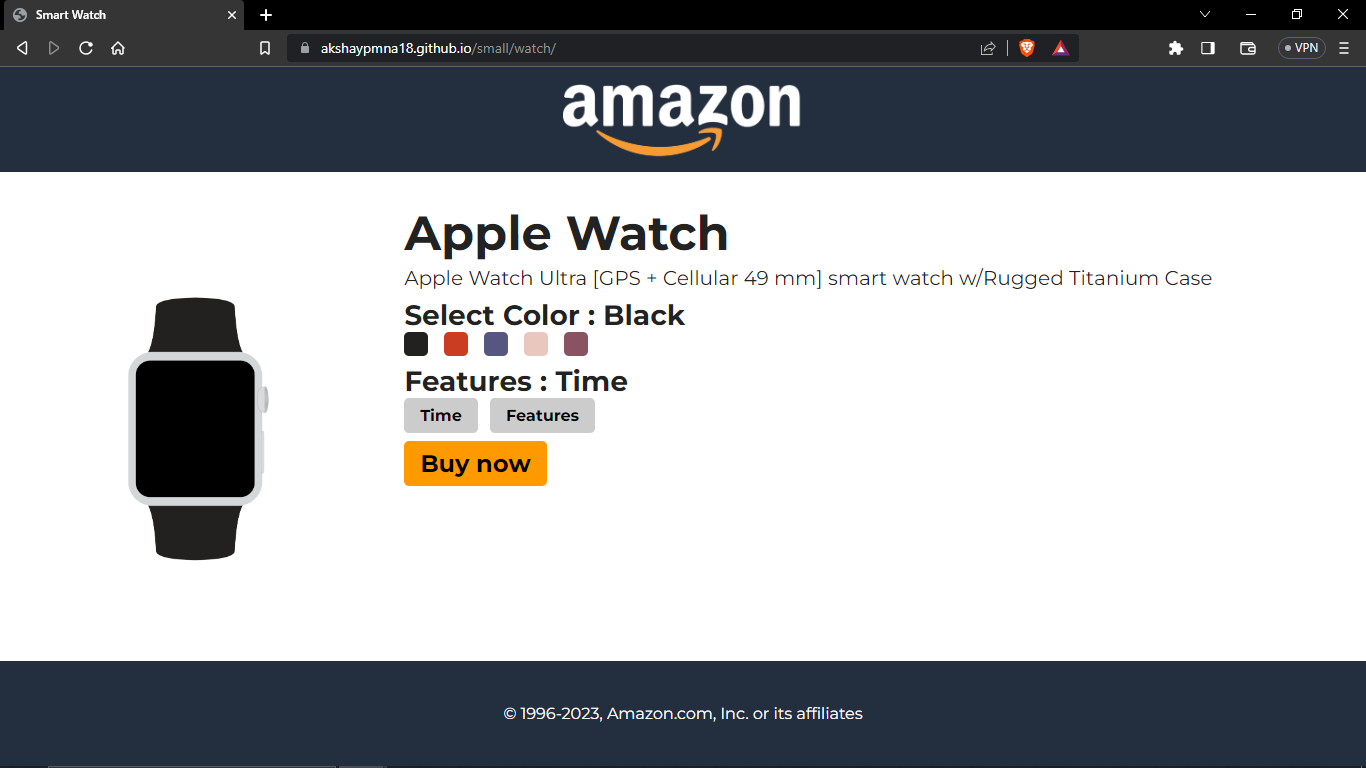 Smart Watch
akshaypmna18.github.io/small/watch/
VPN
amazon
Apple Watch
Apple Watch Ultra [GPS + Cellular 49 mm] smart watch w/Rugged Titanium Case
Select Color : Black
Features : Time
Time Features
Buy now
© 1996-2023, Amazon.com, Inc. or its affiliates